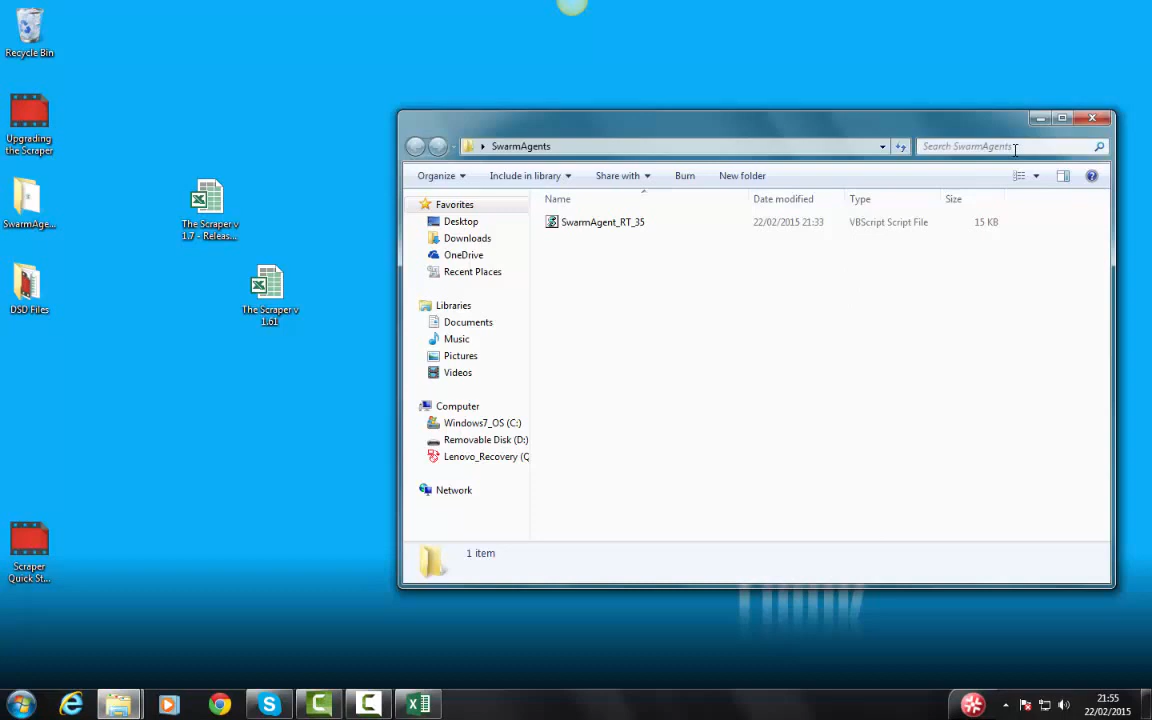 Recycle Bin
Upgrading
the Scraper
SwarmAge...
DSD Files
Scraper
Quick St...
The Scraper v
1.7 - Releas...
The Scraper v
1.61
SwarmAgents
Search SwarmAgents
Organize
Include in library
Share with
Burn
New folder
Favorites
Desktop
Downloads
OneDrive
Recent Places
Libraries
Documents
Music
Pictures
Videos
Computer
Windows7_OS (C:)
Removable Disk (D:)
Lenovo_Recovery (Q
Network
Name
Date modified
Type
Size
SwarmAgent_RT_35
22/02/2015 21:33
VBScript Script File
15 KB
1 item
21:55
22/02/2015